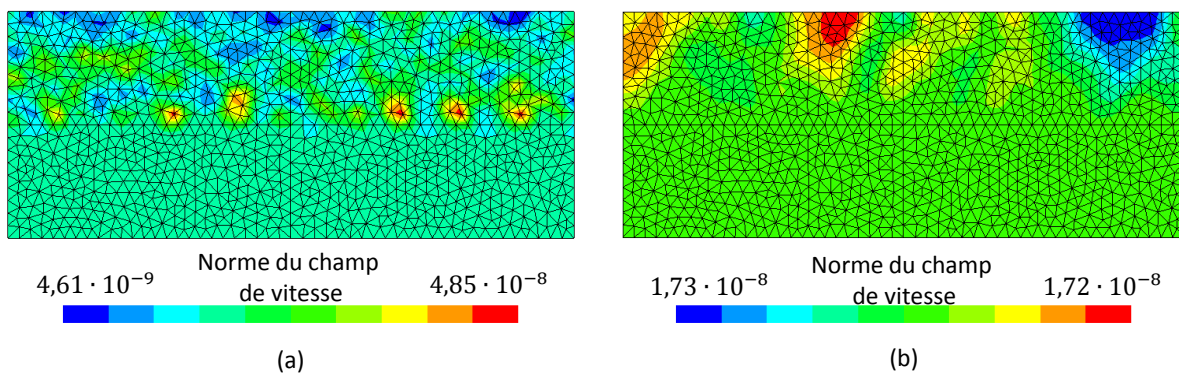 Norme du champ
de vitesse
4,61 · 10⁻⁹
4,85 · 10⁻⁸
(a)
Norme du champ
de vitesse
1,73 · 10⁻⁸
1,72 · 10⁻⁸
(b)